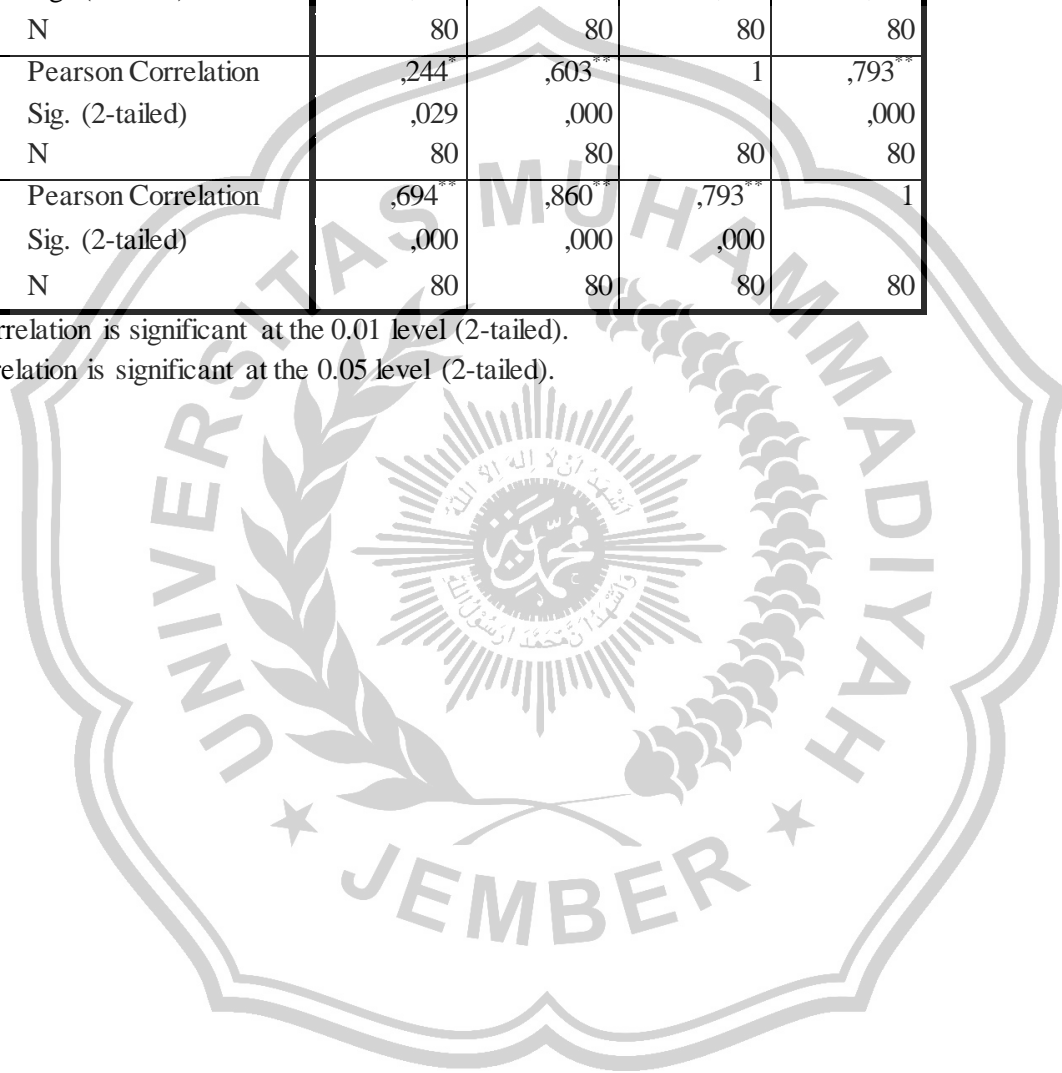 N 80 80 80 80
Pearson Correlation ,244* ,603** 1 ,793**
Sig. (2-tailed) ,029 ,000 ,000
N 80 80 80 80
Pearson Correlation ,694** ,860** ,793** 1
Sig. (2-tailed) ,000 ,000 ,000
N 80 80 80 80
rrelation is significant at the 0.01 level (2-tailed).
relation is significant at the 0.05 level (2-tailed).
UNIVERSITAS MUHAMMADIYAH
JEMBER